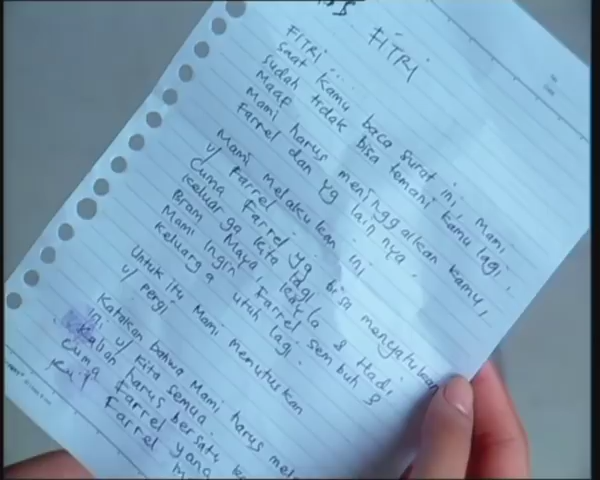 FITRI
FITRI ...
saat kamu baca surat ini, Mami
sudah tidak bisa temani kamu lagi.
Maaf
Mami harus meninggalkan kamu,
Farrel dan yg lain nya.
Mami melakukan ini
u/ Farrel
Cuma Farrel yg bisa menyatukan
Keluarga kita lagi
Bram, Maya, Kayla & Hadi
Mami Ingin Farrel sembuh &
Keluarga utuh lagi.
Untuk itu Mami memutuskan
u/ pergi
Katakan bahwa Mami harus
ini u/ kita semua.
Kalian harus bersatu
Cuma Farrel yang
Farrel